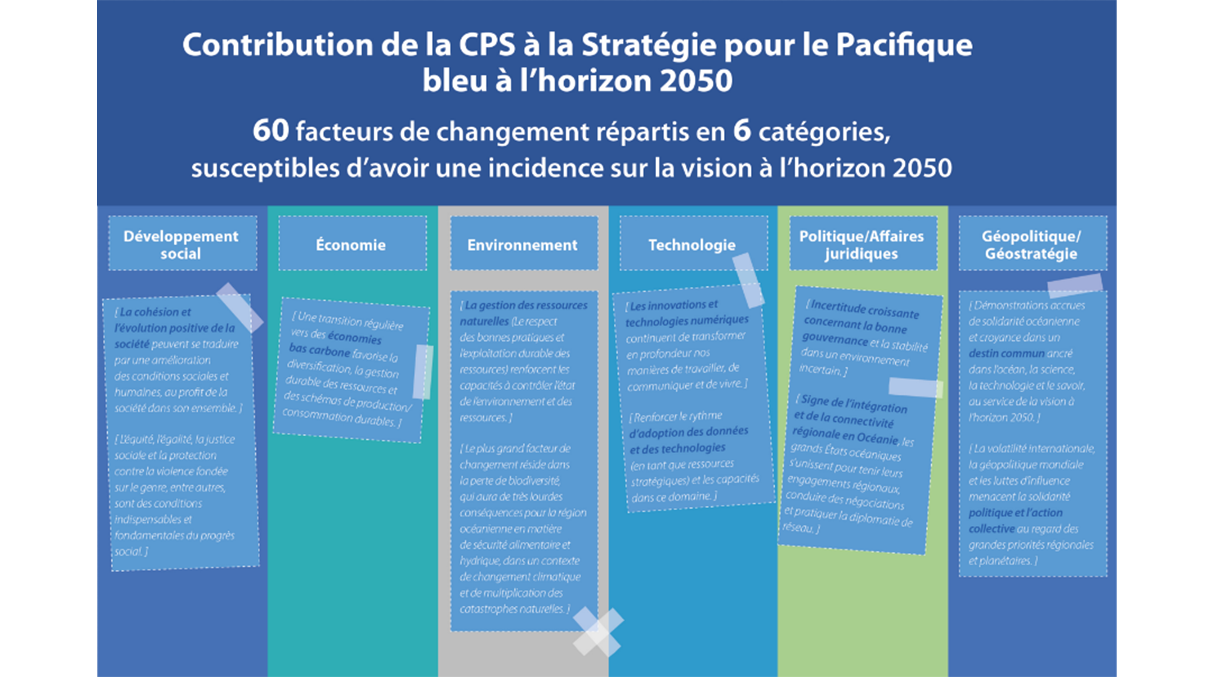 Contribution de la CPS à la Stratégie pour le Pacifique
bleu à l’horizon 2050
60 facteurs de changement répartis en 6 catégories,
susceptibles d’avoir une incidence sur la vision à l’horizon 2050
Développement
social
[ La cohésion et
l’évolution positive de la
société peuvent se traduire
par une amélioration
des conditions sociales et
humaines, au profit de la
société dans son ensemble. ]
[ L’équité, l’égalité, la justice
sociale et la protection
contre la violence fondée
sur le genre, entre autres,
sont des conditions
indispensables et
fondamentales du progrès
social. ]
Économie
[ Une transition régulière
vers des économies
bas carbone favorise la
diversification, la gestion
durable des ressources et
des schémas de production/
consommation durables. ]
Environnement
[ La gestion des ressources
naturelles (Le respect
des bonnes pratiques et
l’exploitation durable des
ressources) renforcent les
capacités à contrôler l’état
de l’environnement et des
ressources. ]
[ Le plus grand facteur de
changement réside dans
la perte de biodiversité,
qui aura de très lourdes
conséquences pour la région
océanienne en matière
de sécurité alimentaire et
hydrique, dans un contexte
de changement climatique
et de multiplication des
catastrophes naturelles. [
Technologie
[ Les innovations et
technologies numériques
continuent de transformer
en profondeur nos
manières de travailler, de
communiquer et de vivre. ]
[ Renforcer le rythme
d’adoption des données
et des technologies
(en tant que ressources
stratégiques) et les capacités
dans ce domaine. ]
Politique/Affaires
juridiques
[ Incertitude croissante
concernant la bonne
gouvernance et la stabilité
dans un environnement
incertain. ]
[ Signe de l’intégration
et de la connectivité
régionale en Océanie, les
grands États océaniques
s’unissent pour tenir leurs
engagements régionaux,
conduire des négociations
et pratiquer la diplomatie de
réseau. ]
Géopolitique/
Géostratégie
[ Démonstrations accrues
de solidarité océanienne
et croyance dans un
destin commun ancré
dans l’océan, la science,
la technologie et le savoir,
au service de la vision à
l’horizon 2050. ]
[ La volatilité internationale,
la géopolitique mondiale
et les luttes d’influence
menacent la solidarité
politique et l’action
collective au regard des
grandes priorités régionales
et planétaires. [